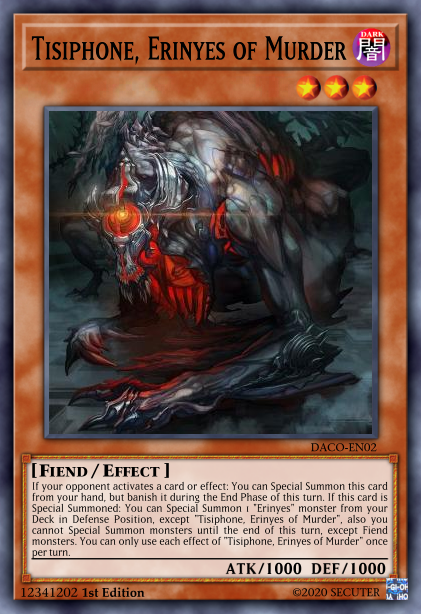 Tisiphone, Erinyes of Murder
DARK
闇
DACO-EN02
[Fiend / Effect ]
If your opponent activates a card or effect: You can Special Summon this card
from your hand, but banish it during the End Phase of this turn. If this card is
Special Summoned: You can Special Summon 1 "Erinyes" monster from your
Deck in Defense Position, except "Tisiphone, Erinyes of Murder", also you
cannot Special Summon monsters until the end of this turn, except Fiend
monsters. You can only use each effect of "Tisiphone, Erinyes of Murder" once
per turn.
ATK/1000 DEF/1000
12341202 1st Edition
©2020 SECUTER